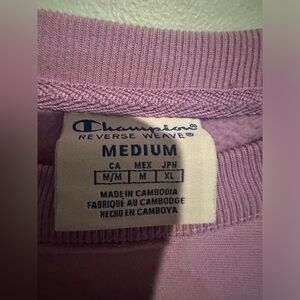 Champion
REVERSE WEAVE®
MEDIUM
CA MEX JPN
M/M M XL
MADE IN CAMBODIA
FABRIQUÉ AU CAMBODGE
HECHO EN CAMBOYA